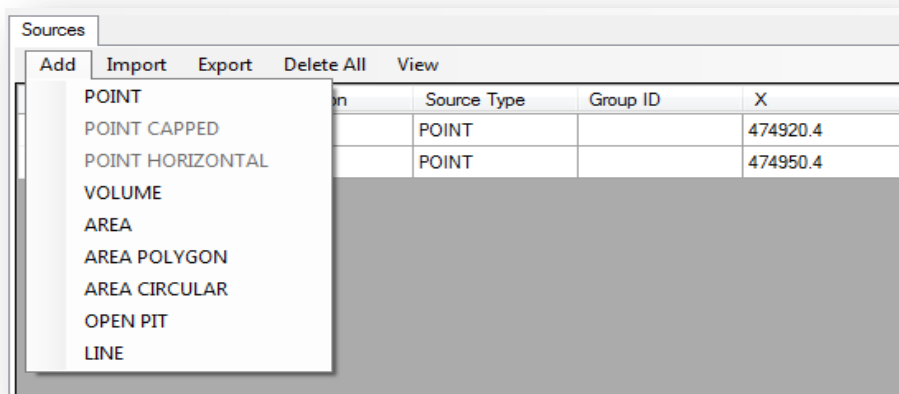 Sources
Add Import Export Delete All View
on Source Type Group ID X
POINT
POINT CAPPED
POINT 474920.4
POINT HORIZONTAL
POINT 474950.4
VOLUME
AREA
AREA POLYGON
AREA CIRCULAR
OPEN PIT
LINE